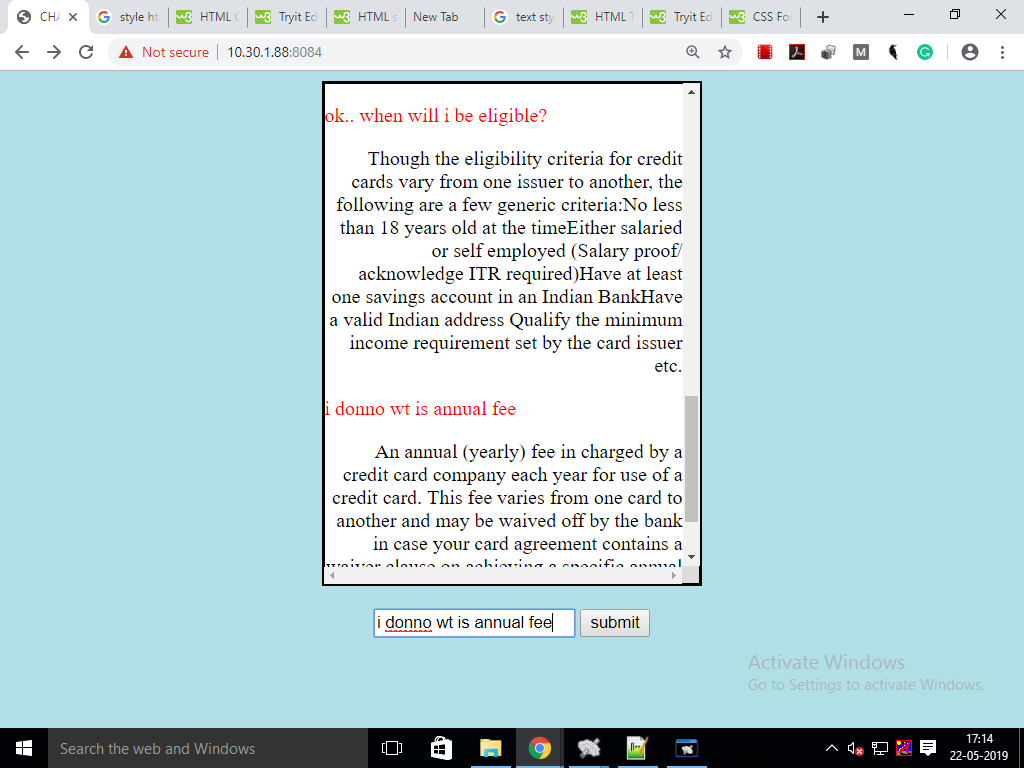 CHA
style ht
HTML C
Tryit Ed
HTML s
New Tab
text sty
HTML T
Tryit Ed
CSS Fo
Not secure
10.30.1.88:8084
ok.. when will i be eligible?
Though the eligibility criteria for credit
cards vary from one issuer to another, the
following are a few generic criteria:No less
than 18 years old at the timeEither salaried
or self employed (Salary proof/
acknowledge ITR required)Have at least
one savings account in an Indian BankHave
a valid Indian address Qualify the minimum
income requirement set by the card issuer
etc.
i donno wt is annual fee
An annual (yearly) fee in charged by a
credit card company each year for use of a
credit card. This fee varies from one card to
another and may be waived off by the bank
in case your card agreement contains a
waiver clause on achieving a specific annual
i donno wt is annual fee
submit
Activate Windows
Go to Settings to activate Windows.
Search the web and Windows
17:14
22-05-2019